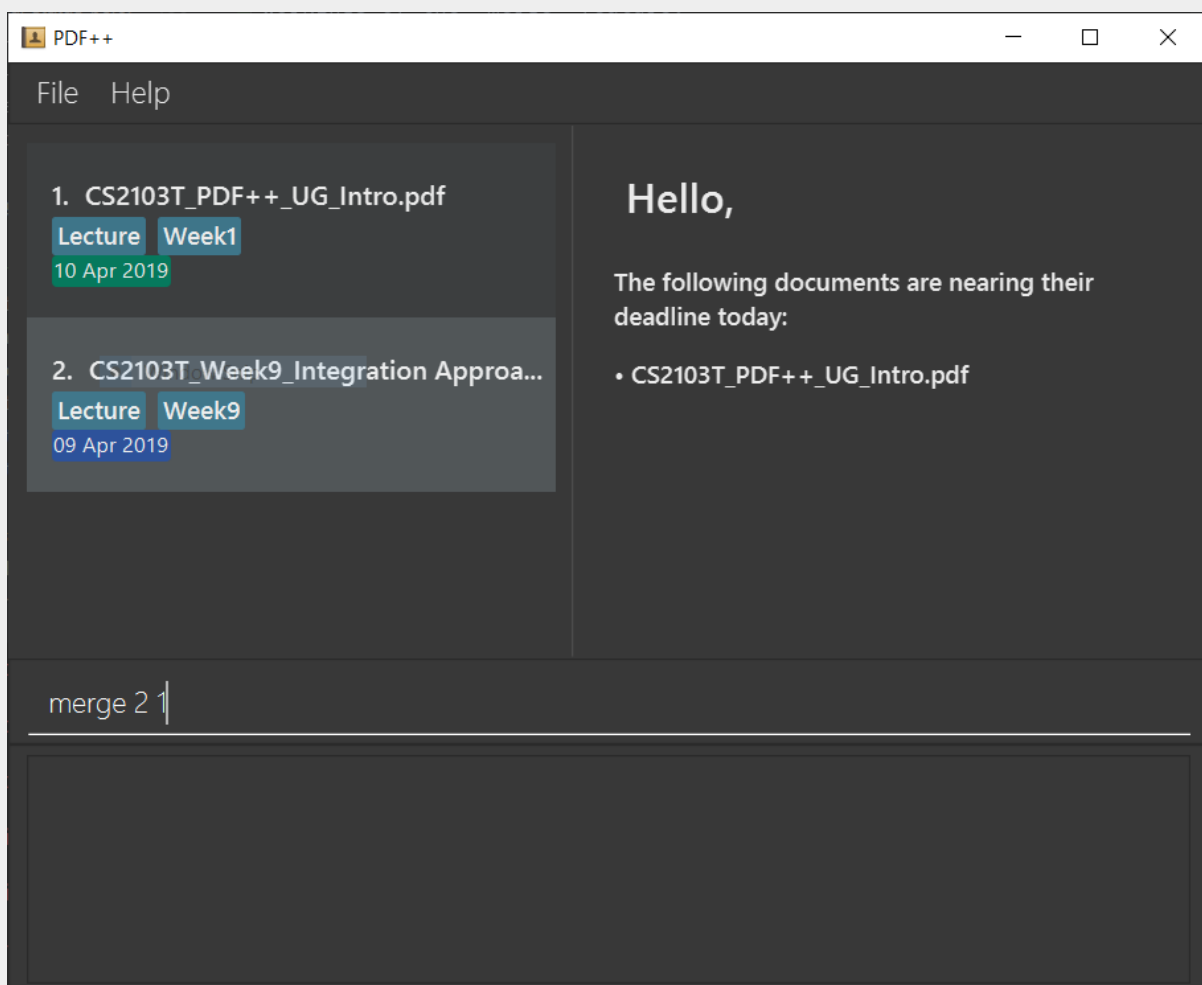 PDF++
File Help
1. CS2103T_PDF++_UG_Intro.pdf
Lecture Week1
10 Apr 2019
2. CS2103T_Week9_Integration Approa...
Lecture Week9
09 Apr 2019
Hello,
The following documents are nearing their
deadline today:
• CS2103T_PDF++_UG_Intro.pdf
merge 2 1